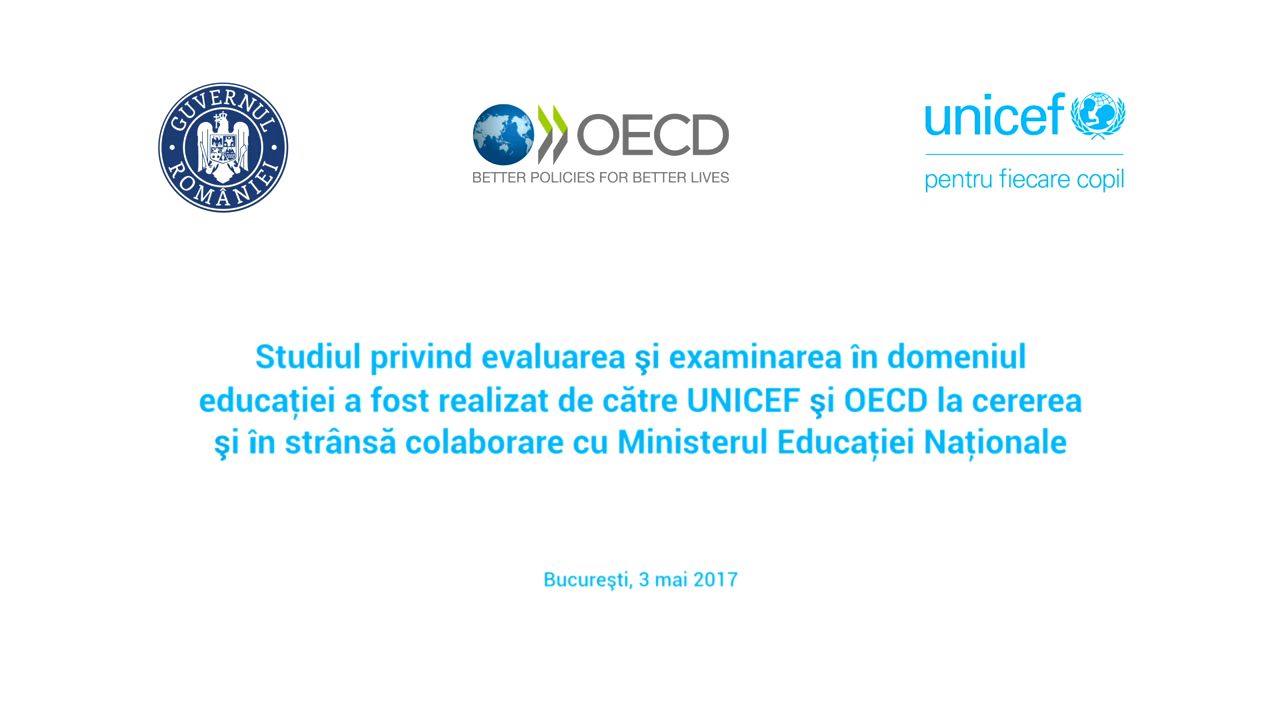 GUVERNUL ROMÂNIEI
OECD
BETTER POLICIES FOR BETTER LIVES
unicef
pentru fiecare copil
Studiul privind evaluarea şi examinarea în domeniul
educației a fost realizat de către UNICEF şi OECD la cererea
şi în strânsă colaborare cu Ministerul Educației Naționale
Bucureşti, 3 mai 2017